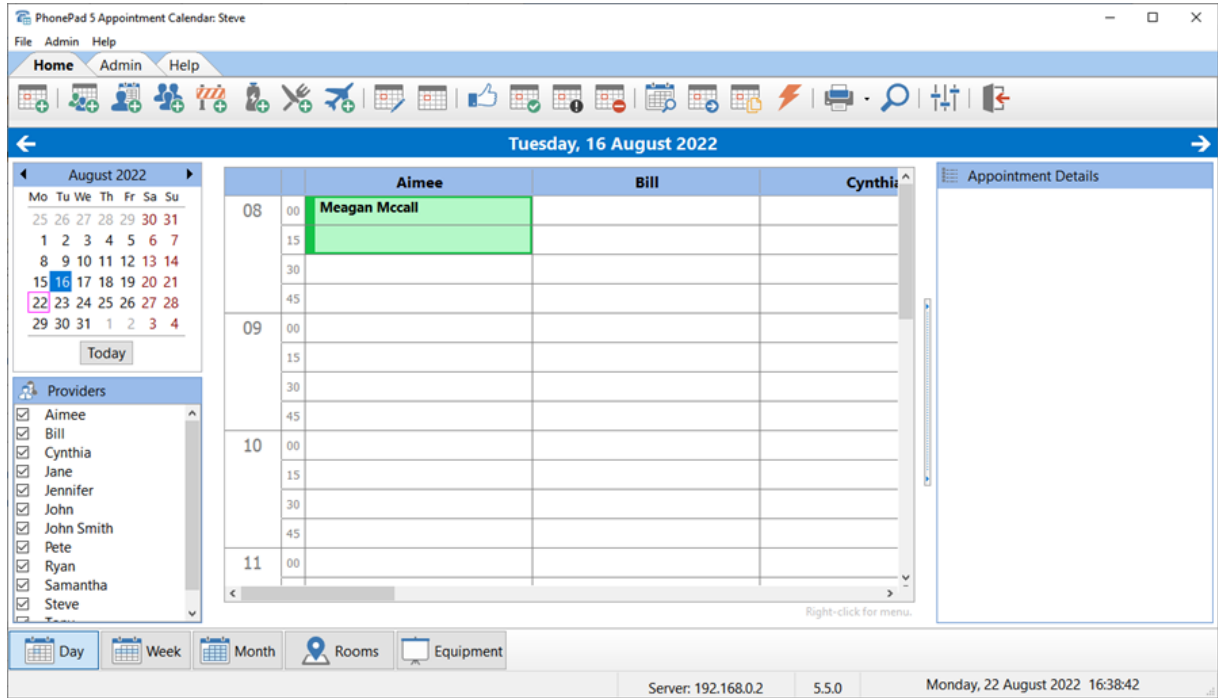 PhonePad 5 Appointment Calendar: Steve
File Admin Help
Home Admin Help
Tuesday, 16 August 2022
August 2022
Mo Tu We Th Fr Sa Su
25 26 27 28 29 30 31
1 2 3 4 5 6 7
8 9 10 11 12 13 14
15 16 17 18 19 20 21
22 23 24 25 26 27 28
29 30 31 1 2 3 4
Today
Providers
Aimee
Bill
Cynthia
Jane
Jennifer
John
John Smith
Pete
Ryan
Samantha
Steve
Aimee Bill Cynthia
08 00 Meagan Mccall
15
30
45
09 00
15
30
45
10 00
15
30
45
11 00
Right-click for menu.
Appointment Details
Day Week Month Rooms Equipment
Server: 192.168.0.2 5.5.0 Monday, 22 August 2022 16:38:42